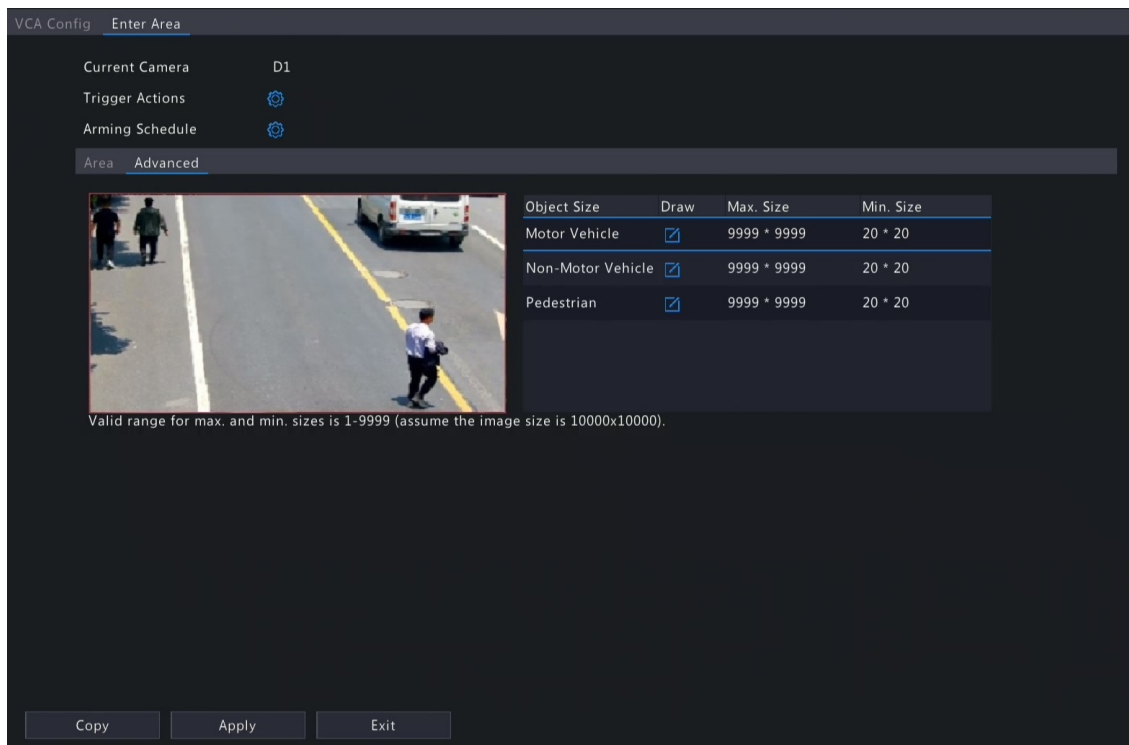 VCA Config Enter Area
Current Camera D1
Trigger Actions
Arming Schedule
Area Advanced
Object Size Draw Max. Size Min. Size
Motor Vehicle 9999 * 9999 20 * 20
Non-Motor Vehicle 9999 * 9999 20 * 20
Pedestrian 9999 * 9999 20 * 20
Valid range for max. and min. sizes is 1-9999 (assume the image size is 10000x10000).
Copy Apply Exit